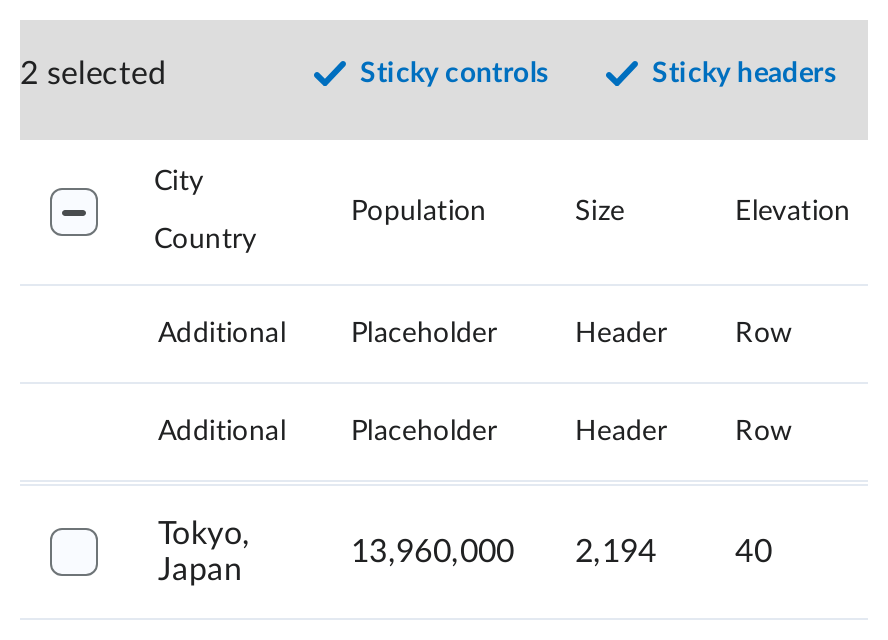 2 selected Sticky controls Sticky headers
City
Country
Population Size Elevation
Additional Placeholder Header Row
Additional Placeholder Header Row
Tokyo,
Japan
13,960,000 2,194 40